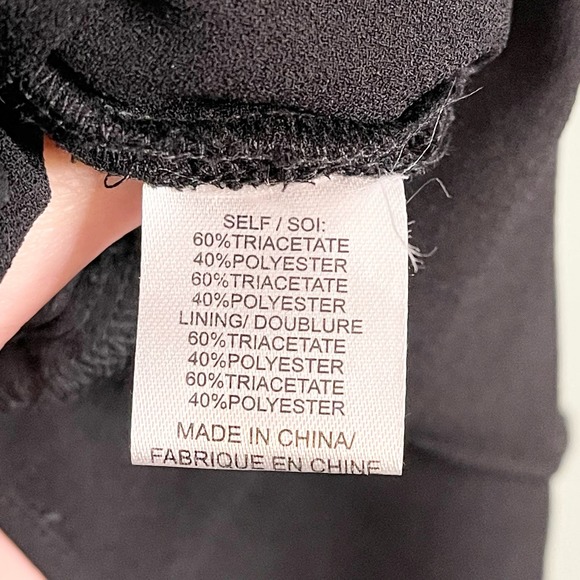 SELF / SOI:
60%TRIACETATE
40%POLYESTER
60%TRIACETATE
40%POLYESTER
LINING/ DOUBLURE
60%TRIACETATE
40%POLYESTER
60%TRIACETATE
40%POLYESTER
MADE IN CHINA/
FABRIQUE EN CHINE